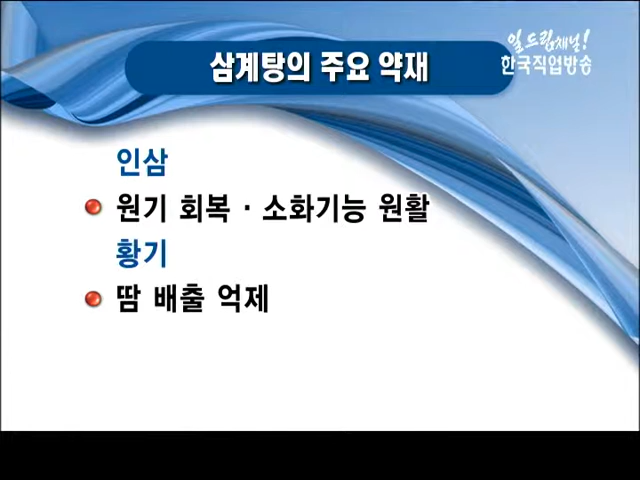 일 드림채널!
한국직업방송
삼계탕의 주요 약재
인삼
원기 회복 · 소화기능 원활
황기
땀 배출 억제